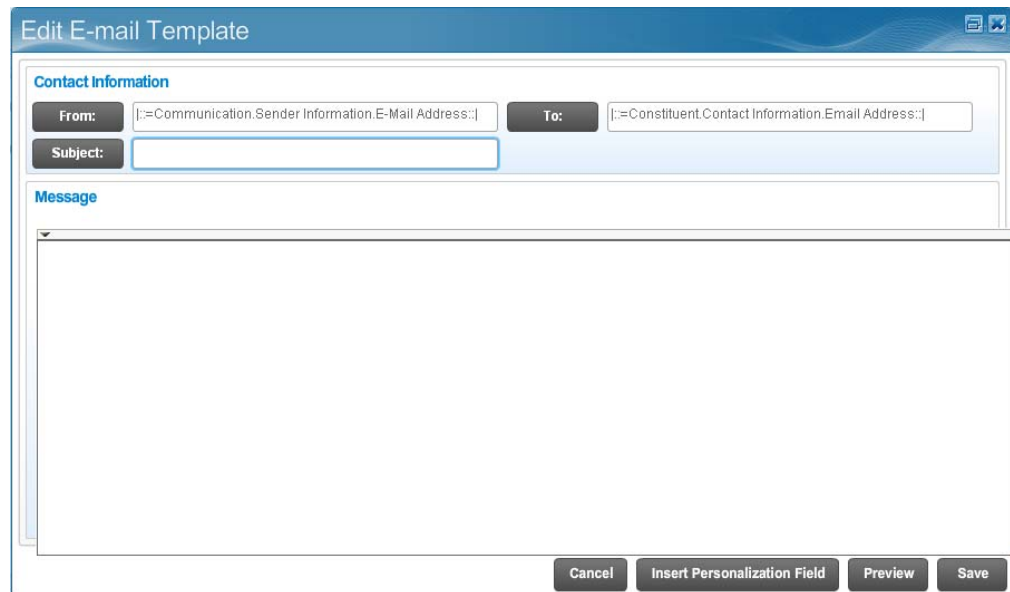 Edit E-mail Template
Contact Information
From: |::=Communication.Sender Information.E-Mail Address::| To: |::=Constituent.Contact Information.Email Address::|
Subject:
Message
Cancel Insert Personalization Field Preview Save